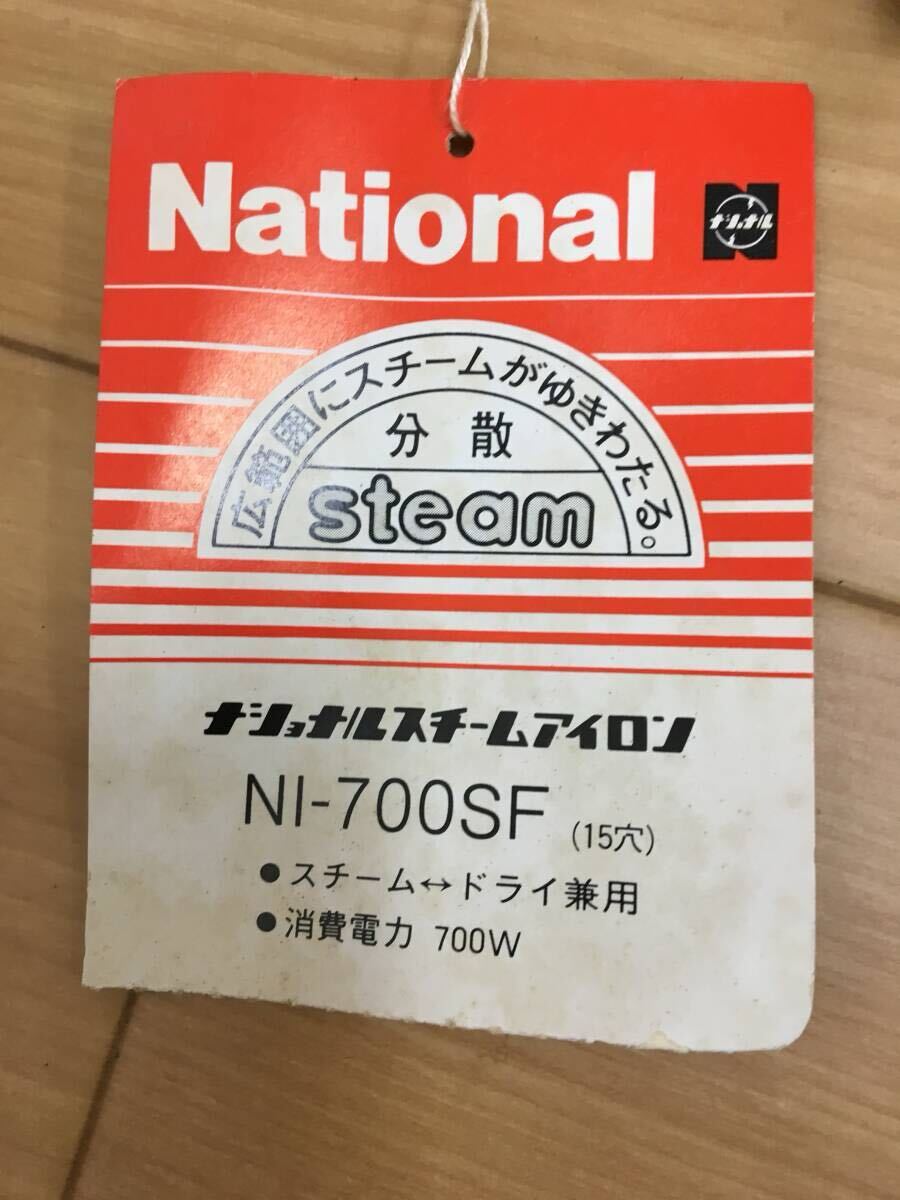 National
ナショナル
広範囲にスチームがゆきわたる。
分散
steam
ナショナルスチームアイロン
NI-700SF (15穴)
● スチーム↔ドライ兼用
● 消費電力 700W